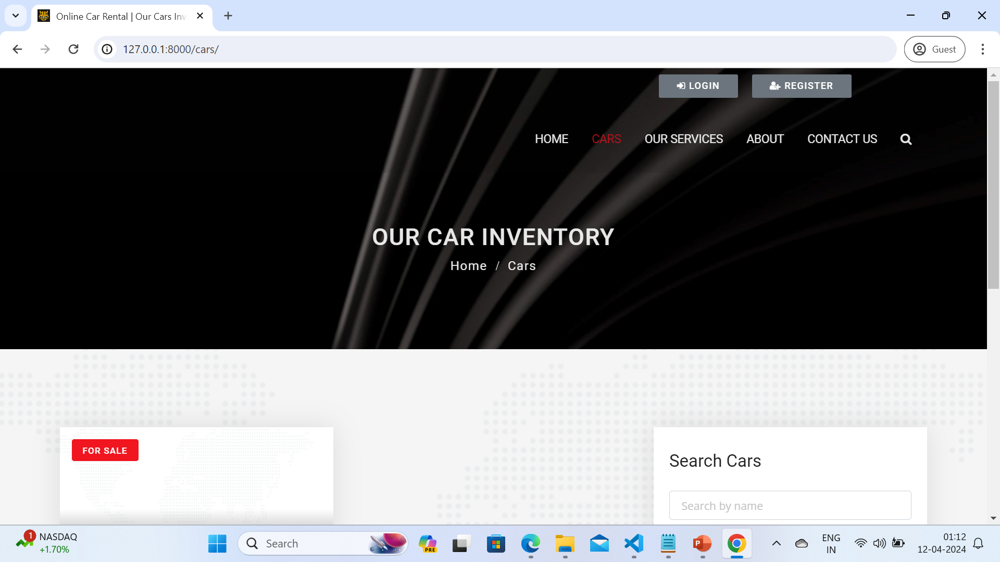 Online Car Rental | Our Cars Inv
127.0.0.1:8000/cars/
Guest
LOGIN
REGISTER
HOME
CARS
OUR SERVICES
ABOUT
CONTACT US
OUR CAR INVENTORY
Home / Cars
FOR SALE
Search Cars
Search by name
1
NASDAQ
+1.70%
Search
PRE
ENG
IN
01:12
12-04-2024